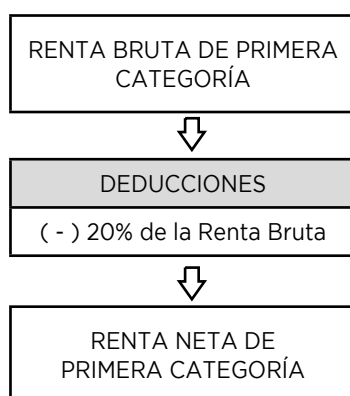 RENTA BRUTA DE PRIMERA
CATEGORÍA
DEDUCCIONES
( - ) 20% de la Renta Bruta
RENTA NETA DE
PRIMERA CATEGORÍA